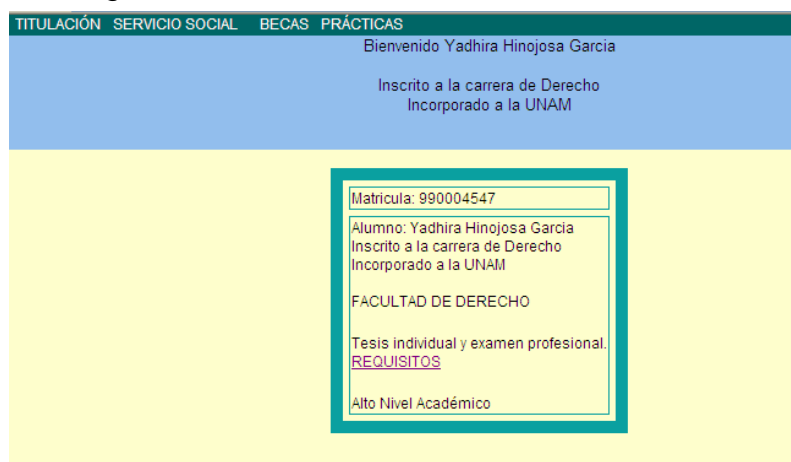 TITULACIÓN SERVICIO SOCIAL BECAS PRÁCTICAS
Bienvenido Yadhira Hinojosa Garcia
Inscrito a la carrera de Derecho
Incorporado a la UNAM
Matricula: 990004547
Alumno: Yadhira Hinojosa Garcia
Inscrito a la carrera de Derecho
Incorporado a la UNAM
FACULTAD DE DERECHO
Tesis individual y examen profesional.
REQUISITOS
Alto Nivel Académico